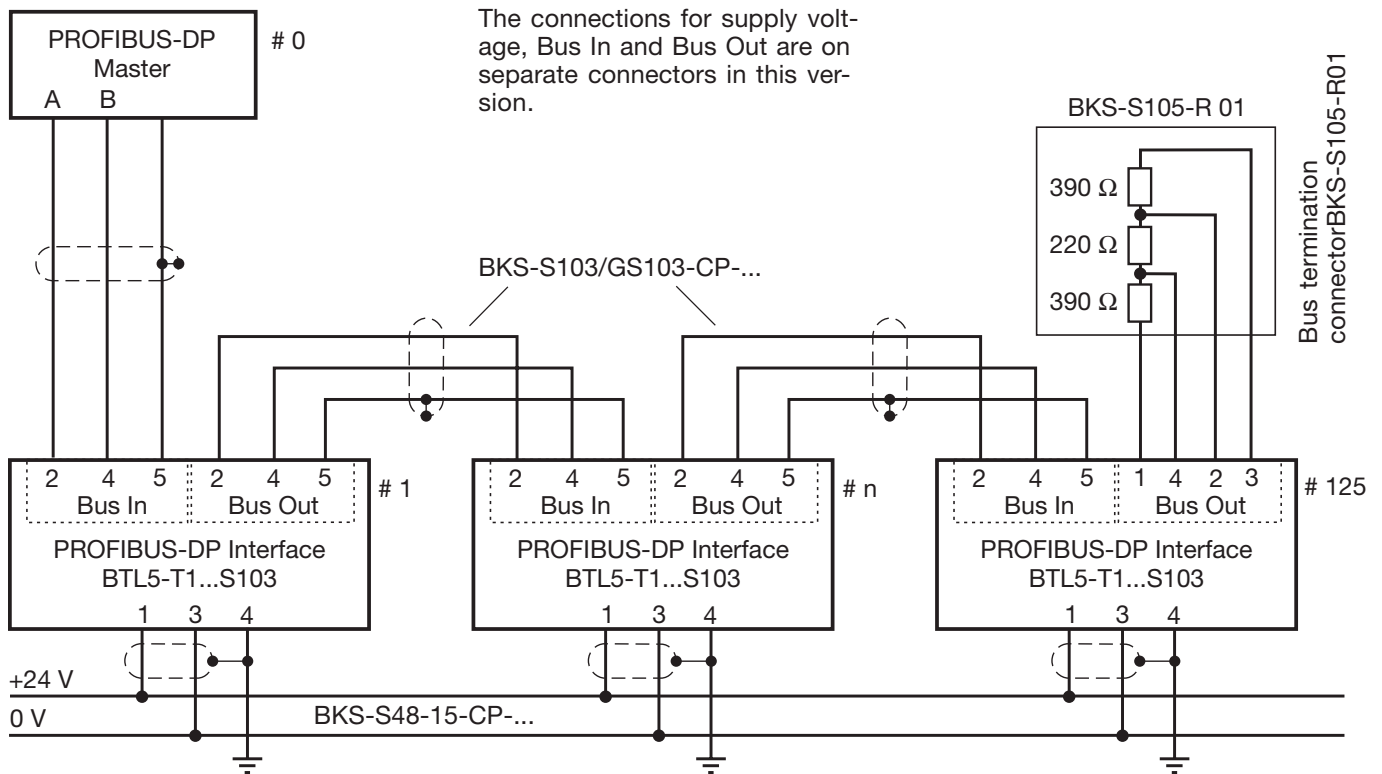 The connections for supply volt-
age, Bus In and Bus Out are on
separate connectors in this ver-
sion.
PROFIBUS-DP
Master
# 0
A B
BKS-S105-R 01
390 Ω
220 Ω
390 Ω
Bus termination
connectorBKS-S105-R01
BKS-S103/GS103-CP-...
2 4 5 2 4 5
Bus In Bus Out
# 1
PROFIBUS-DP Interface
BTL5-T1...S103
1 3 4
2 4 5 2 4 5
Bus In Bus Out
# n
PROFIBUS-DP Interface
BTL5-T1...S103
1 3 4
2 4 5 1 4 2 3
Bus In Bus Out
# 125
PROFIBUS-DP Interface
BTL5-T1...S103
1 3 4
+24 V
0 V
BKS-S48-15-CP-...